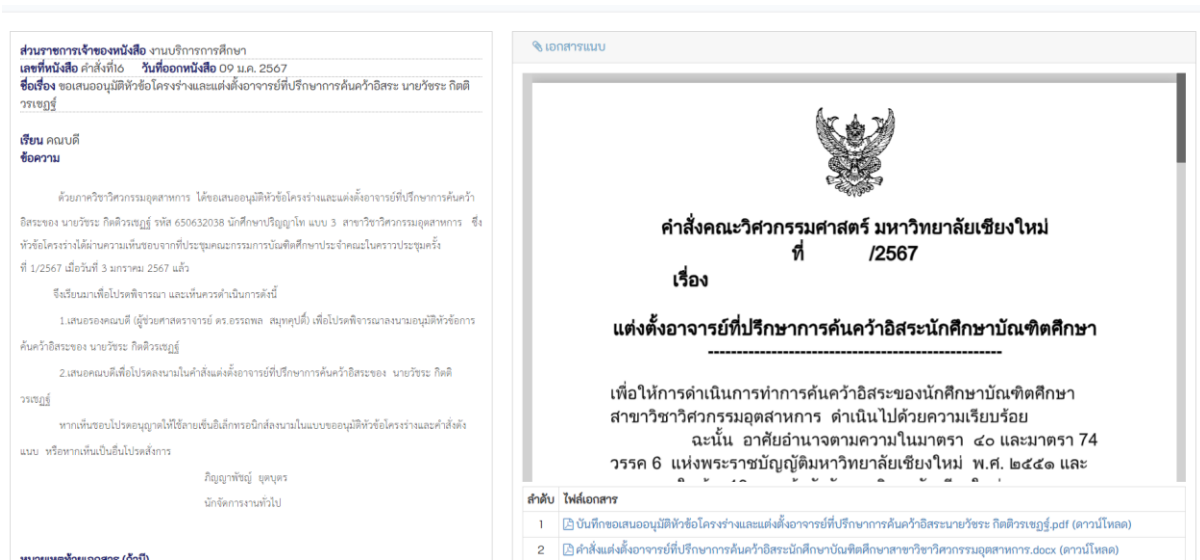 ส่วนราชการเจ้าของหนังสือ งานบริการการศึกษา
เลขที่หนังสือ คำสั่งที่16 วันที่ออกหนังสือ 09 ม.ค. 2567
ชื่อเรื่อง ขอเสนออนุมัติหัวข้อโครงร่างและแต่งตั้งอาจารย์ที่ปรึกษาการค้นคว้าอิสระ นายวัชระ กิตติ
วรเชฏฐ์
เรียน คณบดี
ข้อความ
ด้วยภาควิชาวิศวกรรมอุตสาหการ ได้ขอเสนออนุมัติหัวข้อโครงร่างและแต่งตั้งอาจารย์ที่ปรึกษาการค้นคว้า
อิสระของ นายวัชระ กิตติวรเชฏฐ์ รหัส 650632038 นักศึกษาปริญญาโท แบบ 3 สาขาวิชาวิศวกรรมอุตสาหการ ซึ่ง
หัวข้อโครงร่างได้ผ่านความเห็นชอบจากที่ประชุมคณะกรรมการบัณฑิตศึกษาประจำคณะในคราวประชุมครั้ง
ที่ 1/2567 เมื่อวันที่ 3 มกราคม 2567 แล้ว
จึงเรียนมาเพื่อโปรดพิจารณา และเห็นควรดำเนินการดังนี้
1.เสนอรองคณบดี (ผู้ช่วยศาสตราจารย์ ดร.อรรถพล สมุทคุปติ์) เพื่อโปรดพิจารณาลงนามอนุมัติหัวข้อการ
ค้นคว้าอิสระของ นายวัชระ กิตติวรเชฏฐ์
2.เสนอคณบดีเพื่อโปรดลงนามในคำสั่งแต่งตั้งอาจารย์ที่ปรึกษาการค้นคว้าอิสระของ นายวัชระ กิตติ
วรเชฏฐ์
หากเห็นชอบโปรดอนุญาตให้ใช้ลายเซ็นอิเล็กทรอนิกส์ลงนามในแบบขออนุมัติหัวข้อโครงร่างและคำสั่งดัง
แนบ หรือหากเห็นเป็นอื่นโปรดสั่งการ
ภิญญาพัชญ์ ยุตบุตร
นักจัดการงานทั่วไป
หมายเหตุท้ายเอกสาร (ถ้ามี)
เอกสารแนบ
คำสั่งคณะวิศวกรรมศาสตร์ มหาวิทยาลัยเชียงใหม่
ที่ /2567
เรื่อง
แต่งตั้งอาจารย์ที่ปรึกษาการค้นคว้าอิสระนักศึกษาบัณฑิตศึกษา
---------------------------------------------------
เพื่อให้การดำเนินการทำการค้นคว้าอิสระของนักศึกษาบัณฑิตศึกษา
สาขาวิชาวิศวกรรมอุตสาหการ ดำเนินไปด้วยความเรียบร้อย
ฉะนั้น อาศัยอำนาจตามความในมาตรา ๔๐ และมาตรา 74
วรรค 6 แห่งพระราชบัญญัติมหาวิทยาลัยเชียงใหม่ พ.ศ. ๒๕๕๑ และ
ลำดับ ไฟล์เอกสาร
1 บันทึกขอเสนออนุมัติหัวข้อโครงร่างและแต่งตั้งอาจารย์ที่ปรึกษาการค้นคว้าอิสระนายวัชระ กิตติวรเชฏฐ์.pdf (ดาวน์โหลด)
2 คำสั่งแต่งตั้งอาจารย์ที่ปรึกษาการค้นคว้าอิสระนักศึกษาบัณฑิตศึกษาสาขาวิชาวิศวกรรมอุตสาหการ.docx (ดาวน์โหลด)